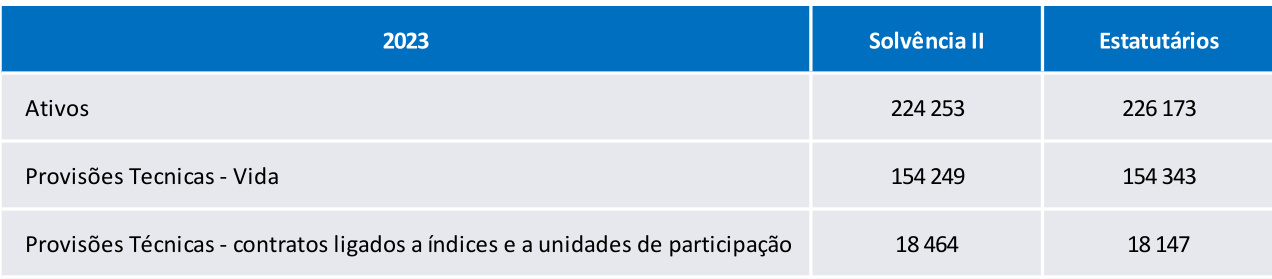 2023 Solvência II Estatutários
Ativos 224 253 226 173
Provisões Tecnicas - Vida 154 249 154 343
Provisões Técnicas - contratos ligados a índices e a unidades de participação 18 464 18 147